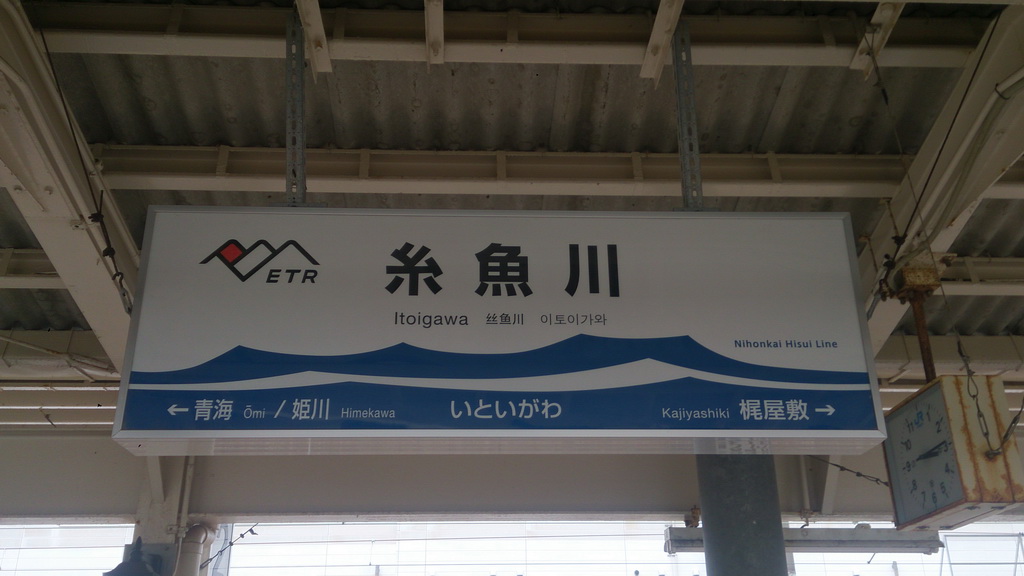 ETR
糸魚川
Itoigawa 丝鱼川 이토이가와
Nihonkai Hisui Line
←青海 Ōmi / 姫川 Himekawa いといがわ Kajiyashiki 梶屋敷→